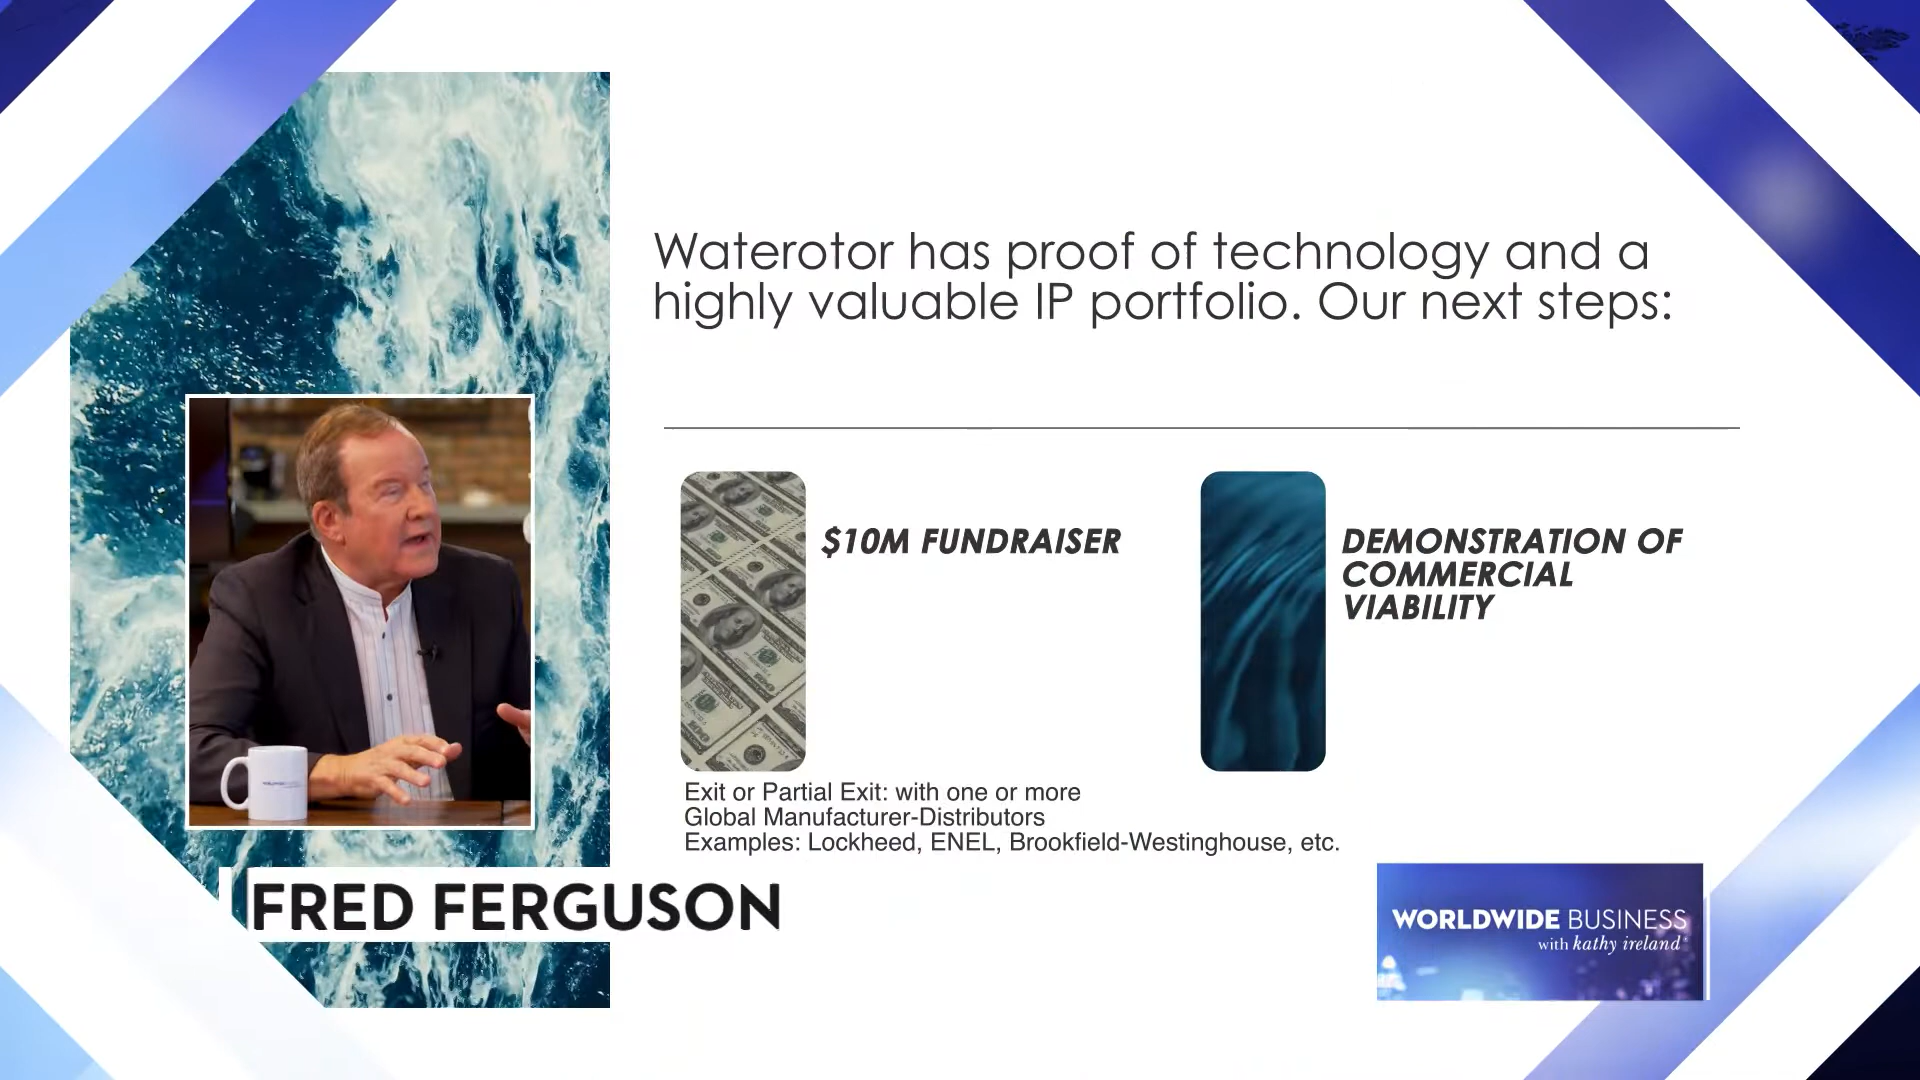 Waterotor has proof of technology and a
highly valuable IP portfolio. Our next steps:
$10M FUNDRAISER
DEMONSTRATION OF
COMMERCIAL
VIABILITY
Exit or Partial Exit: with one or more
Global Manufacturer-Distributors
Examples: Lockheed, ENEL, Brookfield-Westinghouse, etc.
FRED FERGUSON
WORLDWIDE BUSINESS
with kathy ireland